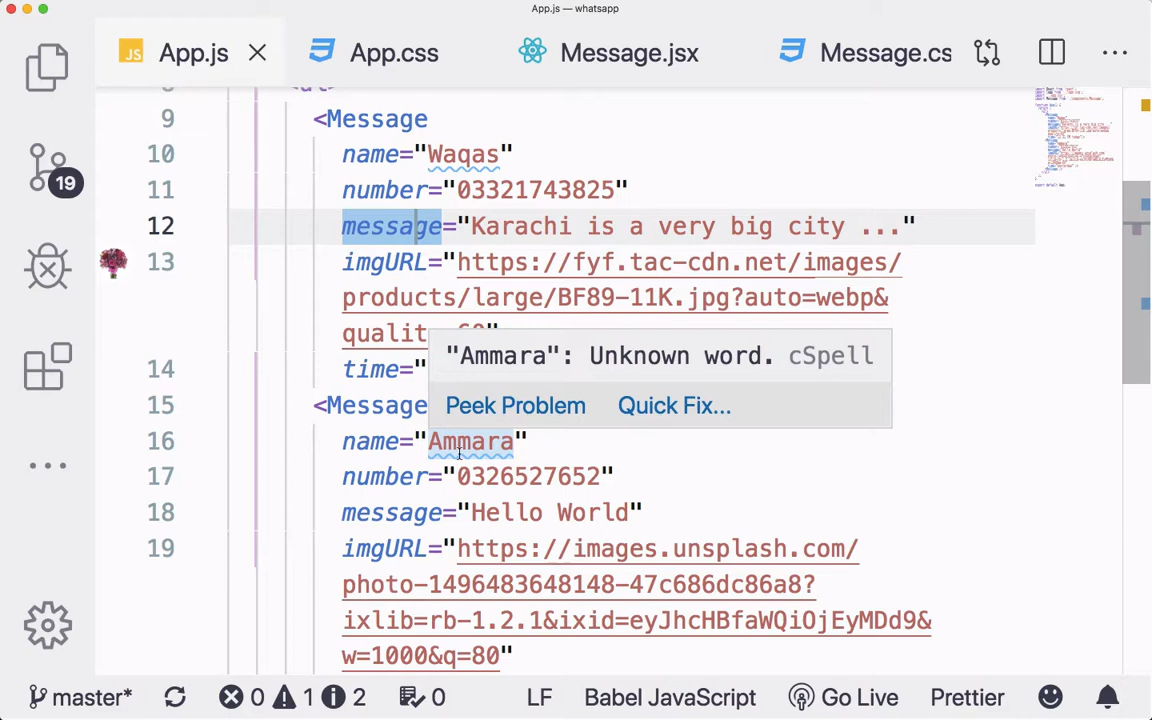 App.js — whatsapp
JS App.js
App.css
Message.jsx
Message.cs
19
9 <Message
10 name="Waqas"
11 number="03321743825"
12 message="Karachi is a very big city ..."
13 imgURL="https://fyf.tac-cdn.net/images/
products/large/BF89-11K.jpg?auto=webp&
"Ammara": Unknown word. cSpell
14 time="
Peek Problem Quick Fix...
15 <Message
16 name="Ammara"
17 number="0326527652"
18 message="Hello World"
19 imgURL="https://images.unsplash.com/
photo-1496483648148-47c686dc86a8?
ixlib=rb-1.2.1&ixid=eyJhcHBfaWQiOjEyMDd9&
w=1000&q=80"
master* 0 1 2 0 LF Babel JavaScript Go Live Prettier